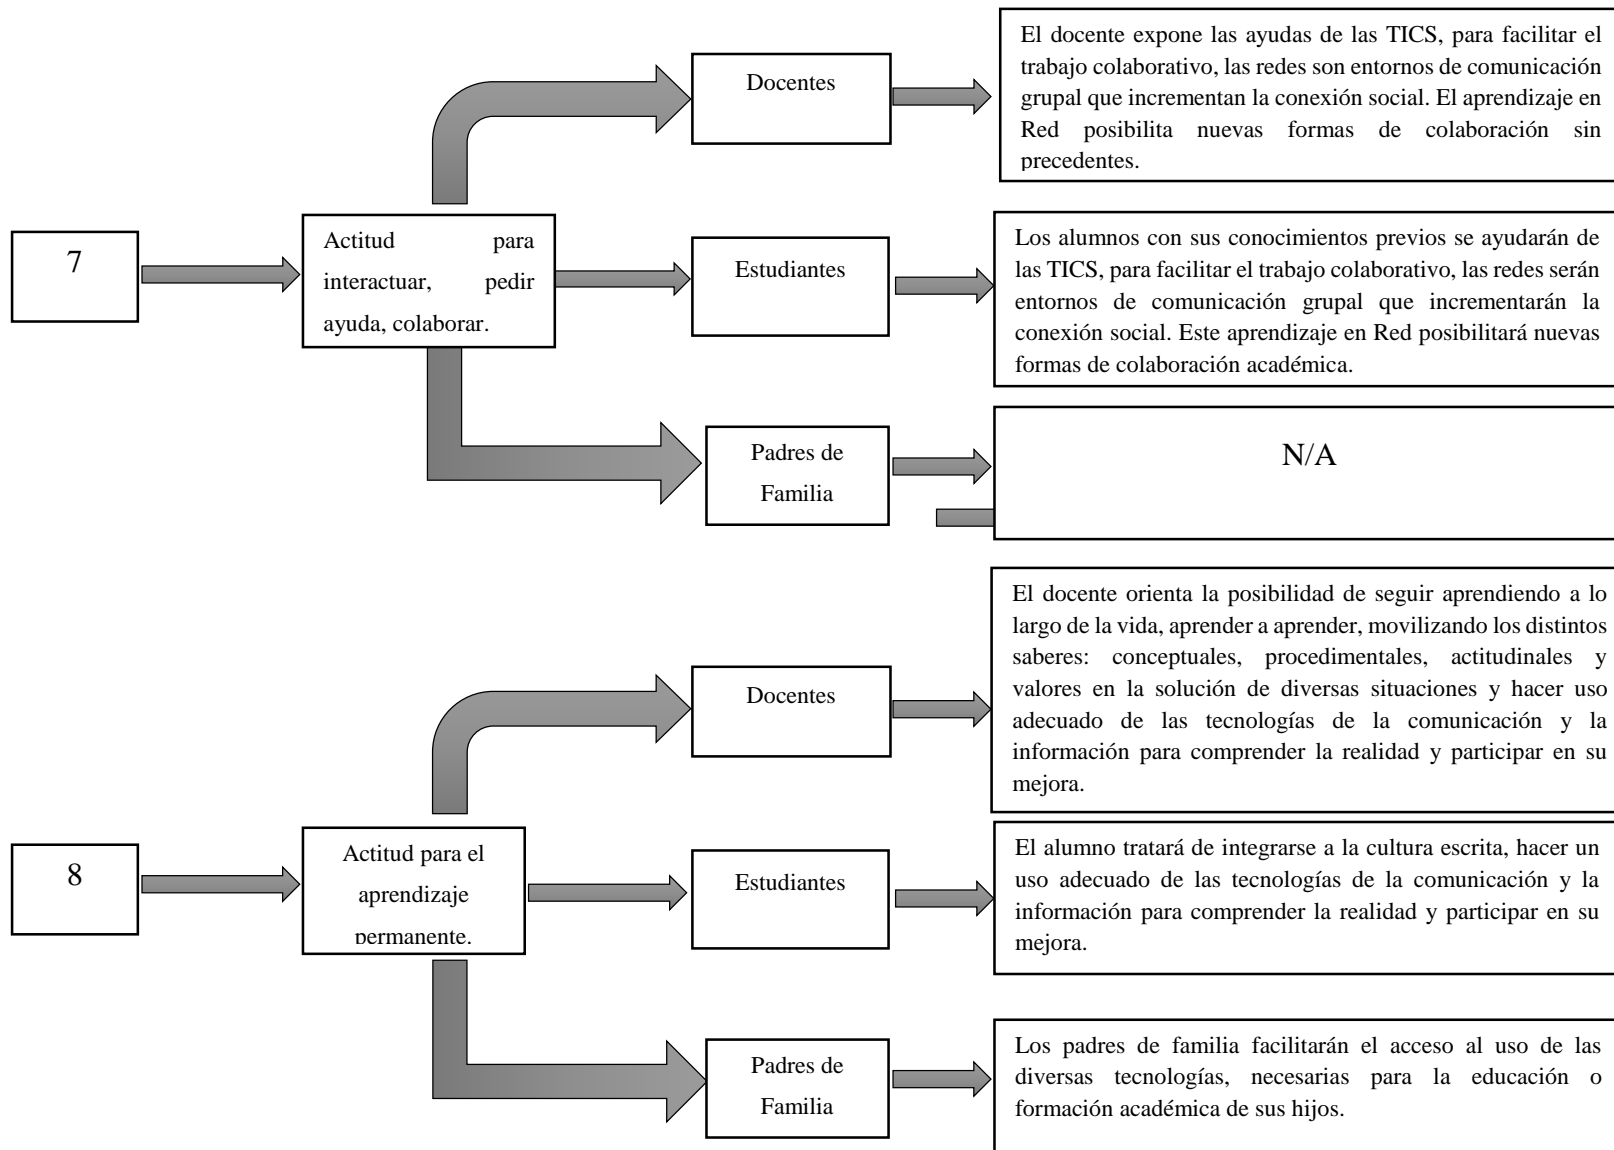 7
Actitud para
interactuar, pedir
ayuda, colaborar.
Docentes
El docente expone las ayudas de las TICS, para facilitar el
trabajo colaborativo, las redes son entornos de comunicación
grupal que incrementan la conexión social. El aprendizaje en
Red posibilita nuevas formas de colaboración sin
precedentes.
Estudiantes
Los alumnos con sus conocimientos previos se ayudarán de
las TICS, para facilitar el trabajo colaborativo, las redes serán
entornos de comunicación grupal que incrementarán la
conexión social. Este aprendizaje en Red posibilitará nuevas
formas de colaboración académica.
Padres de
Familia
N/A
8
Actitud para el
aprendizaje
permanente.
Docentes
El docente orienta la posibilidad de seguir aprendiendo a lo
largo de la vida, aprender a aprender, movilizando los distintos
saberes: conceptuales, procedimentales, actitudinales y
valores en la solución de diversas situaciones y hacer uso
adecuado de las tecnologías de la comunicación y la
información para comprender la realidad y participar en su
mejora.
Estudiantes
El alumno tratará de integrarse a la cultura escrita, hacer un
uso adecuado de las tecnologías de la comunicación y la
información para comprender la realidad y participar en su
mejora.
Padres de
Familia
Los padres de familia facilitarán el acceso al uso de las
diversas tecnologías, necesarias para la educación o
formación académica de sus hijos.